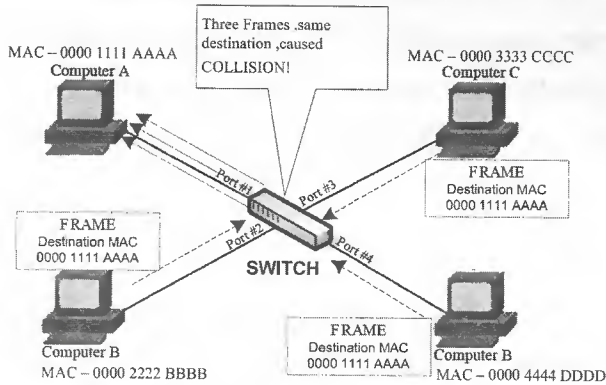 Three Frames ,same
destination ,caused
COLLISION!
MAC – 0000 1111 AAAA
Computer A
MAC – 0000 3333 CCCC
Computer C
Port #1
Port #3
FRAME
Destination MAC
0000 1111 AAAA
FRAME
Destination MAC
0000 1111 AAAA
Port #2
Port #4
SWITCH
FRAME
Destination MAC
0000 1111 AAAA
Computer B
MAC – 0000 2222 BBBB
Computer B
MAC – 0000 4444 DDDD